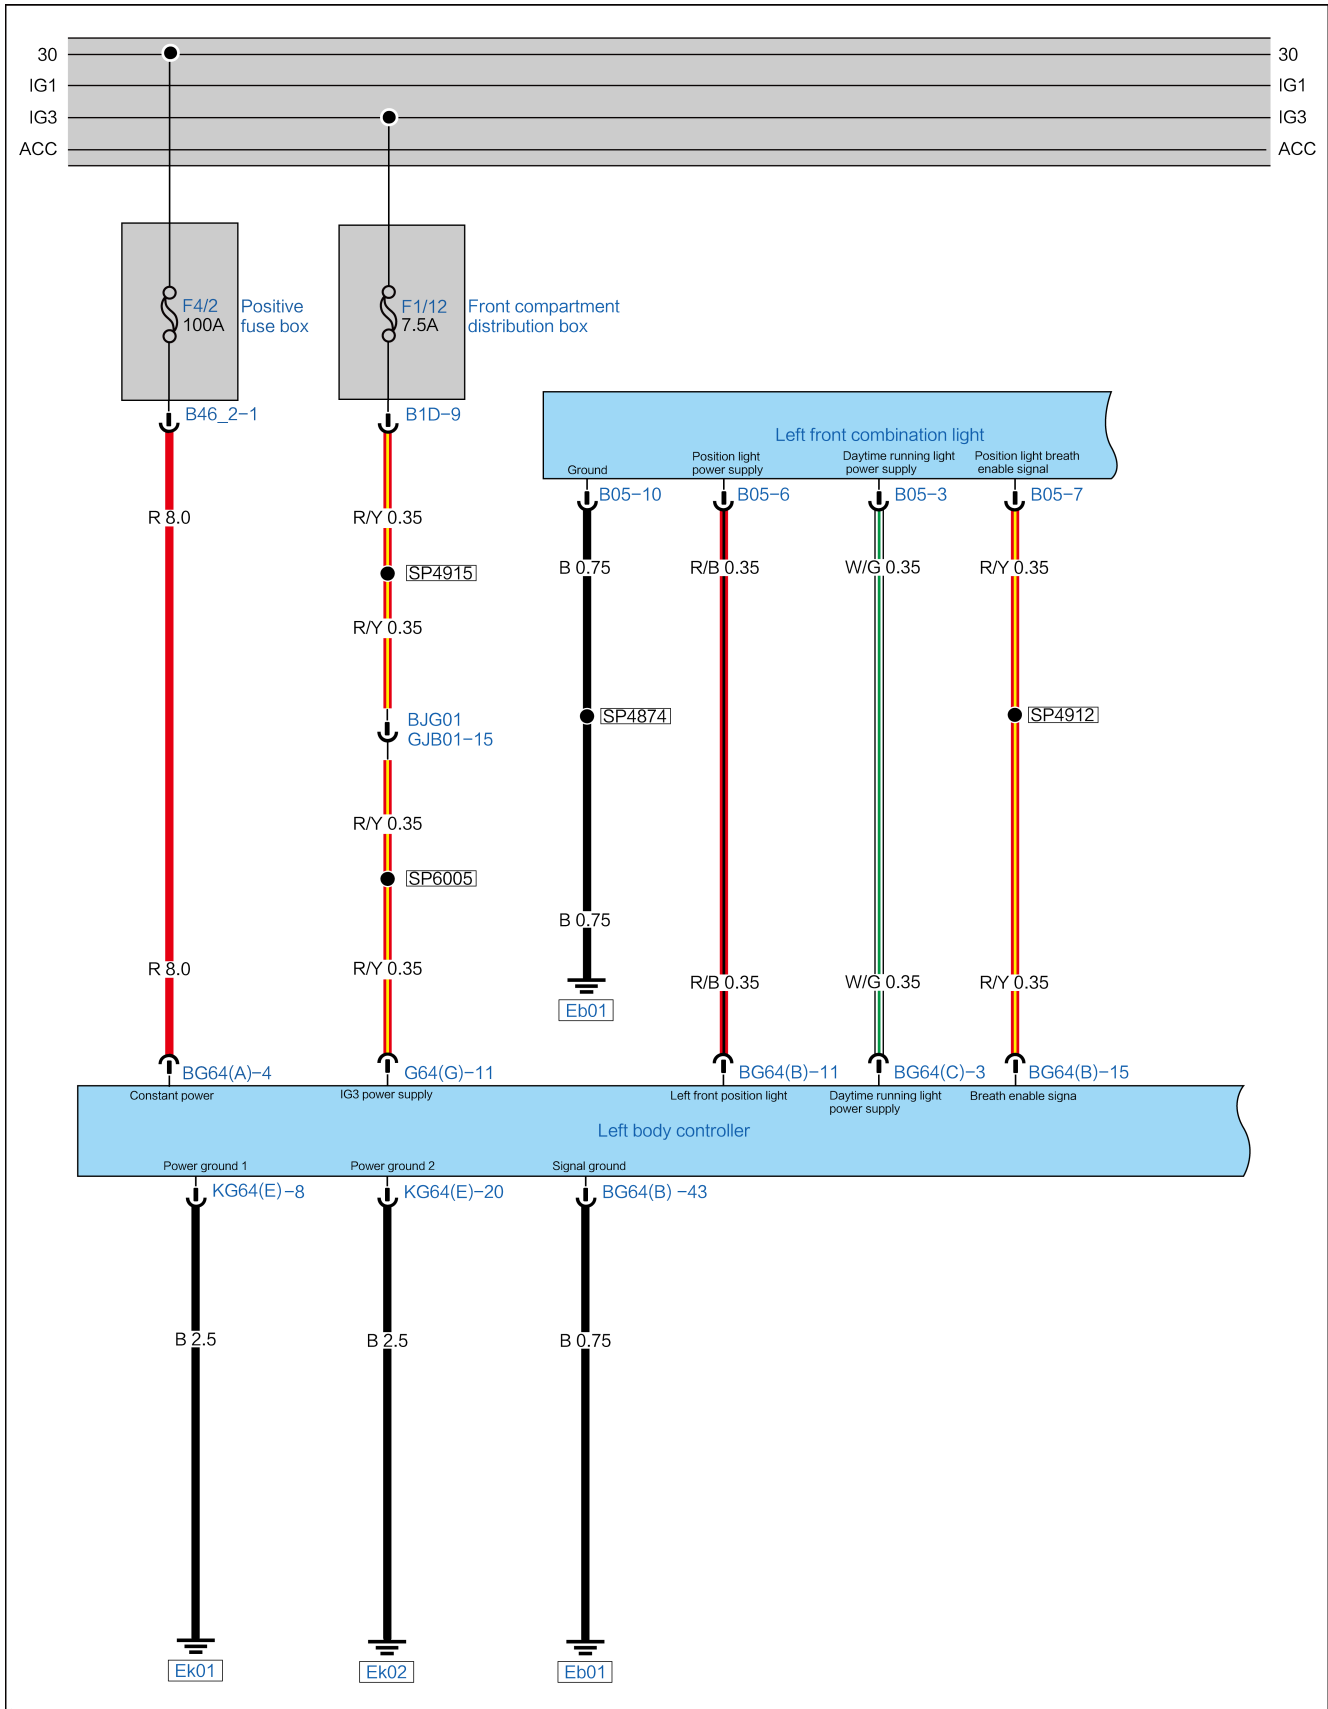 30
30
IG1
IG1
IG3
IG3
ACC
ACC
F4/2
100A
Positive
fuse box
F1/12
7.5A
Front compartment
distribution box
B46_2-1
B1D-9
Left front combination light
Ground
Position light
power supply
Daytime running light
power supply
Position light breath
enable signal
B05-10
B05-6
B05-3
B05-7
R 8.0
R/Y 0.35
B 0.75
R/B 0.35
W/G 0.35
R/Y 0.35
SP4915
R/Y 0.35
BJG01
GJB01-15
SP4874
SP4912
R/Y 0.35
SP6005
B 0.75
R 8.0
R/Y 0.35
R/B 0.35
W/G 0.35
R/Y 0.35
Eb01
BG64(A)-4
G64(G)-11
BG64(B)-11
BG64(C)-3
BG64(B)-15
Constant power
IG3 power supply
Left front position light
Daytime running light
power supply
Breath enable signa
Left body controller
Power ground 1
Power ground 2
Signal ground
KG64(E)-8
KG64(E)-20
BG64(B) -43
B 2.5
B 2.5
B 0.75
Ek01
Ek02
Eb01